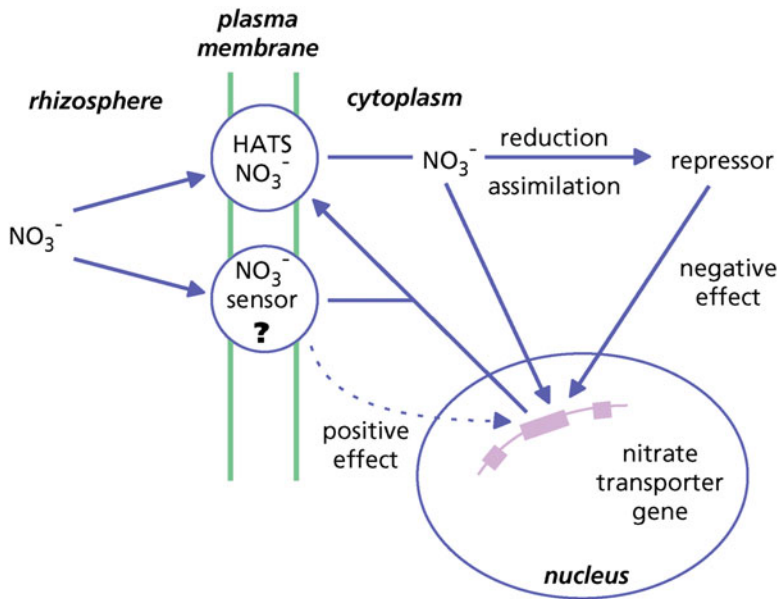 plasma
membrane
rhizosphere
cytoplasm
HATS
NO₃⁻
NO₃⁻
reduction
assimilation
repressor
NO₃⁻
NO₃⁻
sensor
?
negative
effect
positive
effect
nitrate
transporter
gene
nucleus